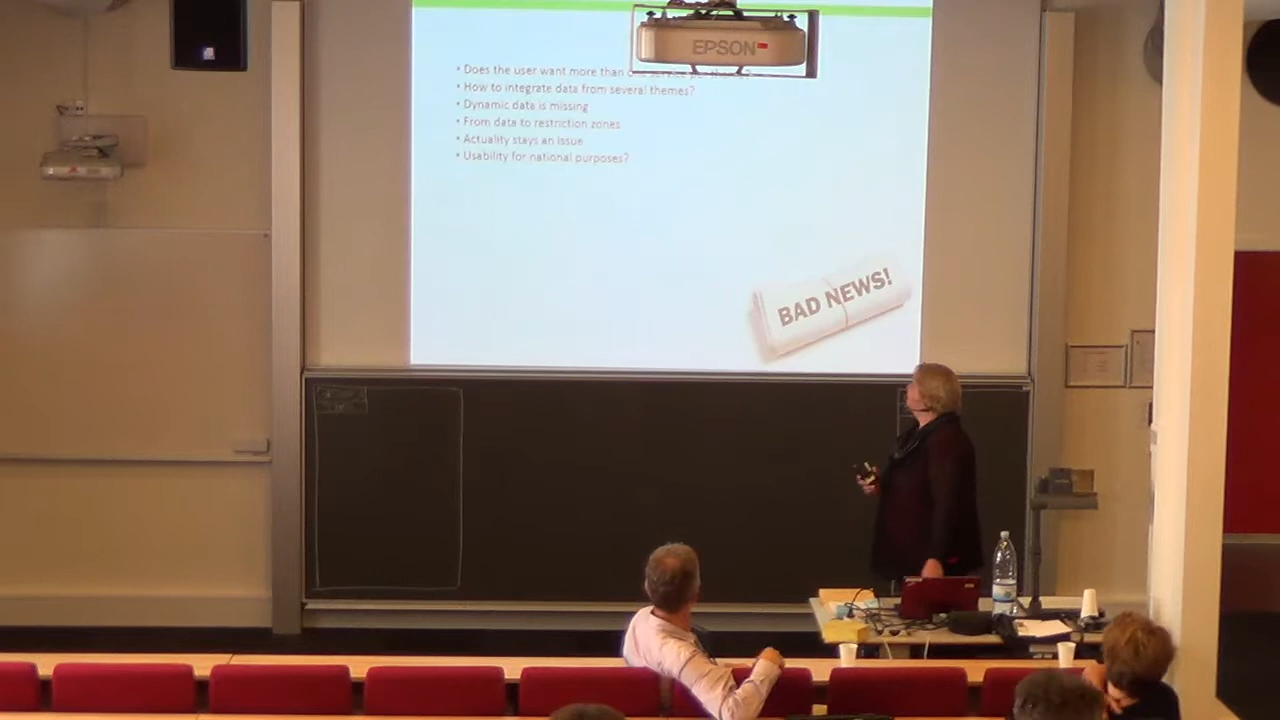 EPSON
• Does the user want more than
• How to integrate data from several themes?
• Dynamic data is missing
• From data to restriction zones
• Actuality stays an issue
• Usability for national purposes?
BAD NEWS!